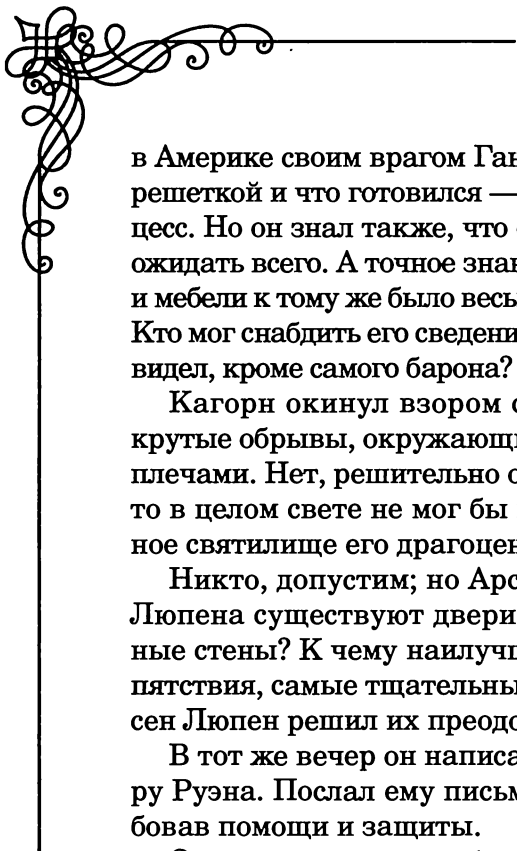 в Америке своим врагом Ган
решеткой и что готовился —
цесс. Но он знал также, что
ожидать всего. А точное знан
и мебели к тому же было весь
Кто мог снабдить его сведени
видел, кроме самого барона?
Кагорн окинул взором с
крутые обрывы, окружающи
плечами. Нет, решительно о
то в целом свете не мог бы
ное святилище его драгоцен
Никто, допустим; но Арс
Люпена существуют двери
ные стены? К чему наилучш
пятствия, самые тщательны
сен Люпен решил их преодо
В тот же вечер он написа
ру Руэна. Послал ему письм
бовав помощи и защиты.